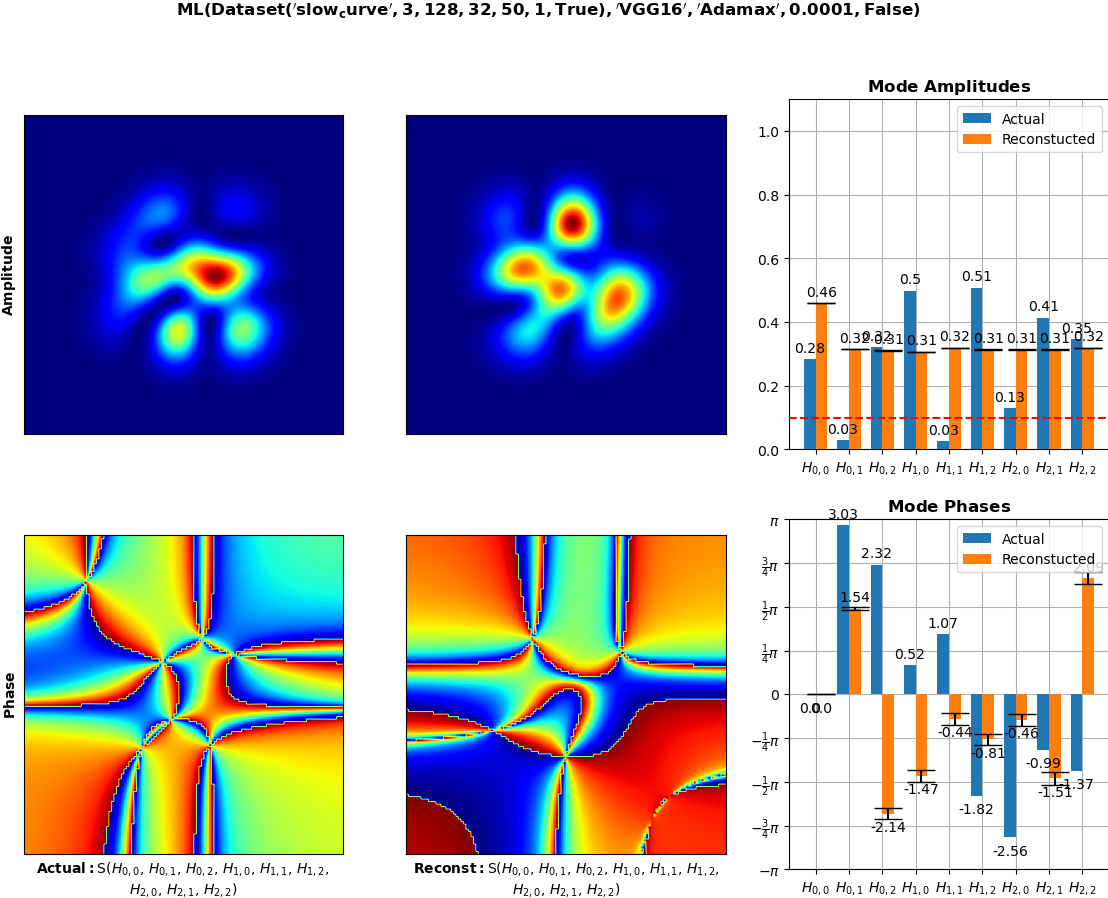 ML(Dataset('slow_curve', 3, 128, 32, 50, 1, True), 'VGG16', 'Adamax', 0.0001, False)
Amplitude
Mode Amplitudes
Actual
Reconstucted
1.0
0.8
0.6
0.4
0.2
0.0
0.28 0.46 0.03 0.32 0.32 0.31 0.5 0.31 0.03 0.32 0.51 0.31 0.13 0.31 0.41 0.31 0.35 0.32
H0,0 H0,1 H0,2 H1,0 H1,1 H1,2 H2,0 H2,1 H2,2
Phase
Mode Phases
Actual
Reconstucted
π
3/4π
1/2π
1/4π
0
−1/4π
−1/2π
−3/4π
−π
0.0 0.0 3.03 1.54 2.32 -2.14 0.52 -1.47 1.07 -0.44 -1.82 -0.81 -2.56 -0.46 -0.99 -1.51 -1.37
H0,0 H0,1 H0,2 H1,0 H1,1 H1,2 H2,0 H2,1 H2,2
Actual: S(H0,0, H0,1, H0,2, H1,0, H1,1, H1,2,
H2,0, H2,1, H2,2)
Reconst: S(H0,0, H0,1, H0,2, H1,0, H1,1, H1,2,
H2,0, H2,1, H2,2)